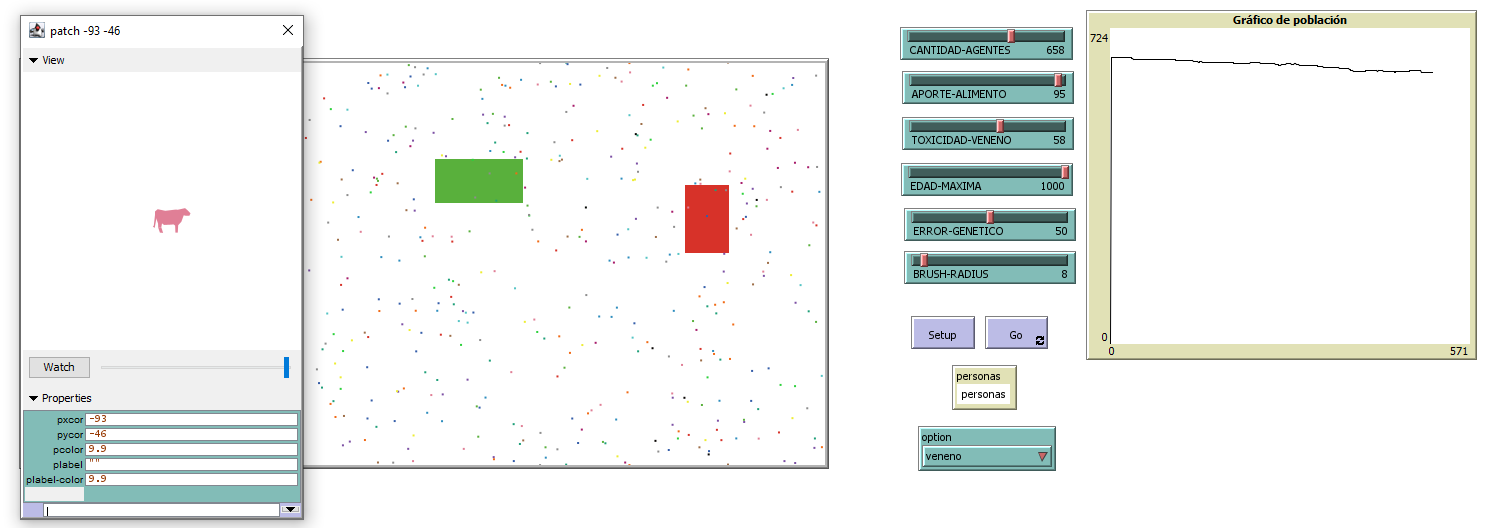 patch -93 -46
View
Watch
Properties
pxcor -93
pycor -46
pcolor 9.9
plabel ""
plabel-color 9.9
CANTIDAD-AGENTES 658
APORTE-ALIMENTO 95
TOXICIDAD-VENENO 58
EDAD-MAXIMA 1000
ERROR-GENETICO 50
BRUSH-RADIUS 8
Setup
Go
personas
personas
option
veneno
Gráfico de población
724
0
0
571